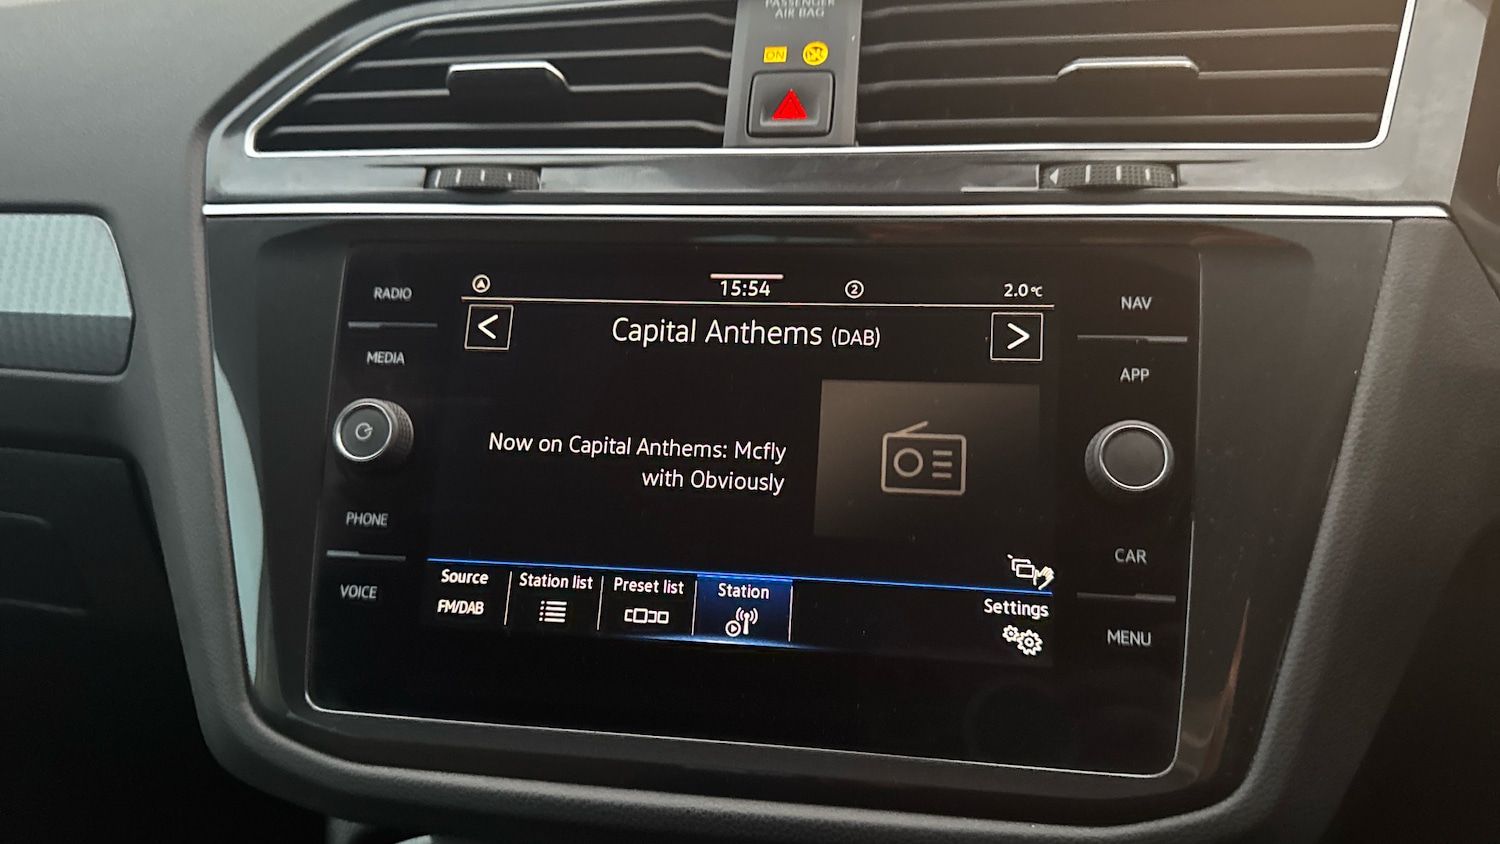 PASSENGER
AIR BAG
ON
RADIO
MEDIA
PHONE
VOICE
15:54
2
2.0°C
<
Capital Anthems (DAB)
>
Now on Capital Anthems: Mcfly
with Obviously
Source
FM/DAB
Station list
Preset list
Station
Settings
NAV
APP
CAR
MENU